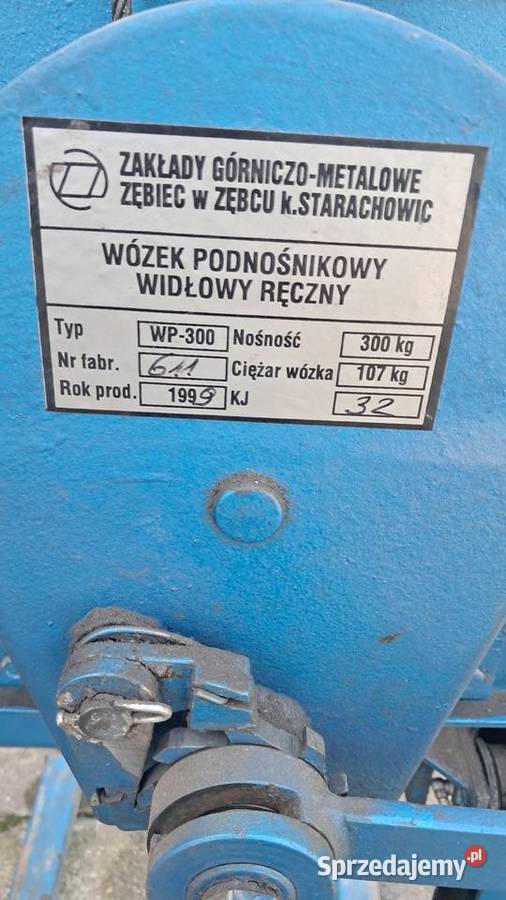 ZAKŁADY GÓRNICZO-METALOWE
ZĘBIEC w ZĘBCU k.STARACHOWIC
WÓZEK PODNOŚNIKOWY
WIDŁOWY RĘCZNY
Typ WP-300 Nośność 300 kg
Nr fabr. 611 Ciężar wózka 107 kg
Rok prod. 1999 KJ 32
Sprzedajemy.pl